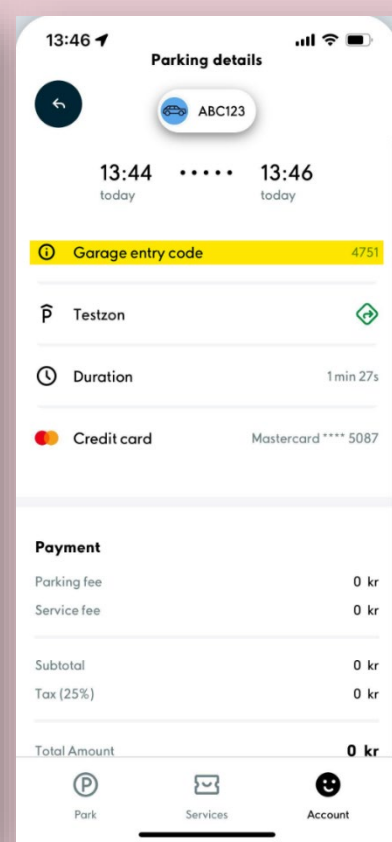 13:46
Parking details
ABC123
13:44 ····· 13:46
today today
Garage entry code 4751
Testzon
Duration 1 min 27s
Credit card Mastercard **** 5087
Payment
Parking fee 0 kr
Service fee 0 kr
Subtotal 0 kr
Tax (25%) 0 kr
Total Amount 0 kr
Park Services Account